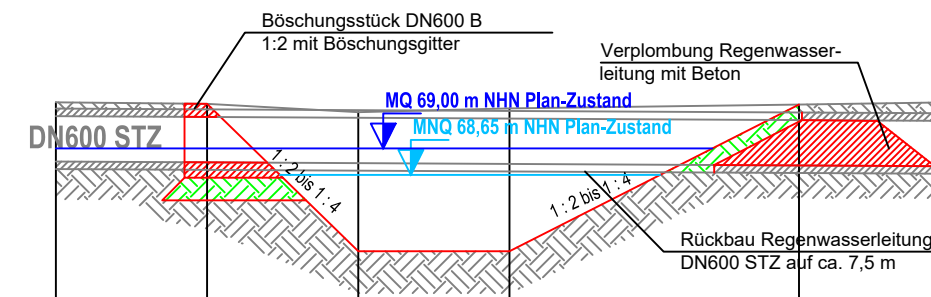 Böschungsstück DN600 B
1:2 mit Böschungsgitter
Verplombung Regenwasser-
leitung mit Beton
MQ 69,00 m NHN Plan-Zustand
MNQ 68,65 m NHN Plan-Zustand
DN600 STZ
1 : 2 bis 1 : 4
1 : 2 bis 1 : 4
Rückbau Regenwasserleitung
DN600 STZ auf ca. 7,5 m